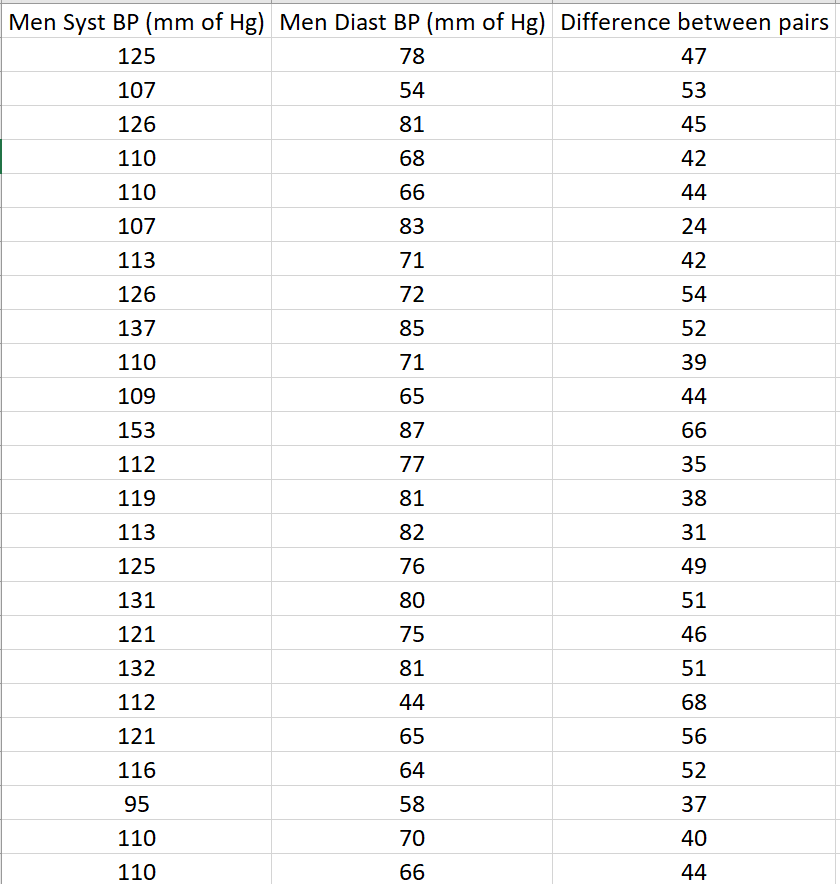 Men Syst BP (mm of Hg) Men Diast BP (mm of Hg) Difference between pairs
125 78 47
107 54 53
126 81 45
110 68 42
110 66 44
107 83 24
113 71 42
126 72 54
137 85 52
110 71 39
109 65 44
153 87 66
112 77 35
119 81 38
113 82 31
125 76 49
131 80 51
121 75 46
132 81 51
112 44 68
121 65 56
116 64 52
95 58 37
110 70 40
110 66 44